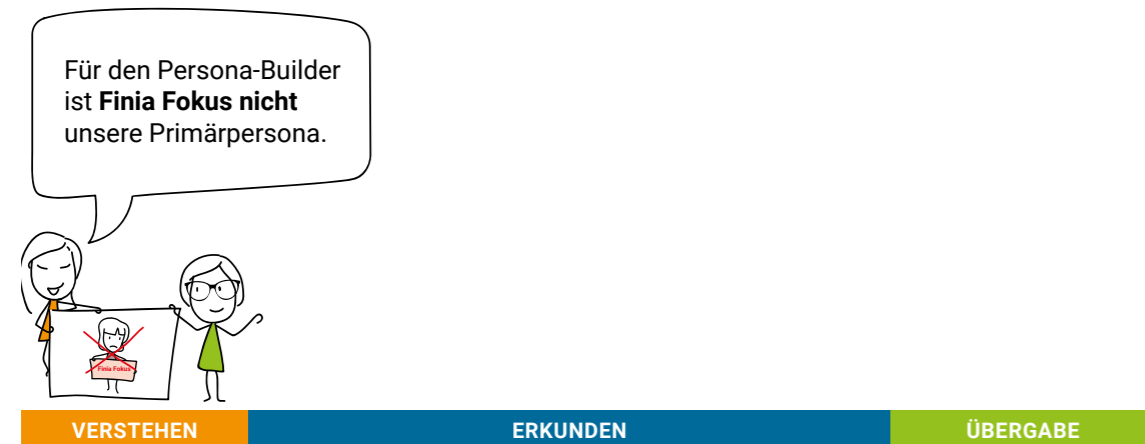 Für den Persona-Builder
ist Finia Fokus nicht
unsere Primärpersona.
Finia Fokus
VERSTEHEN
ERKUNDEN
ÜBERGABE